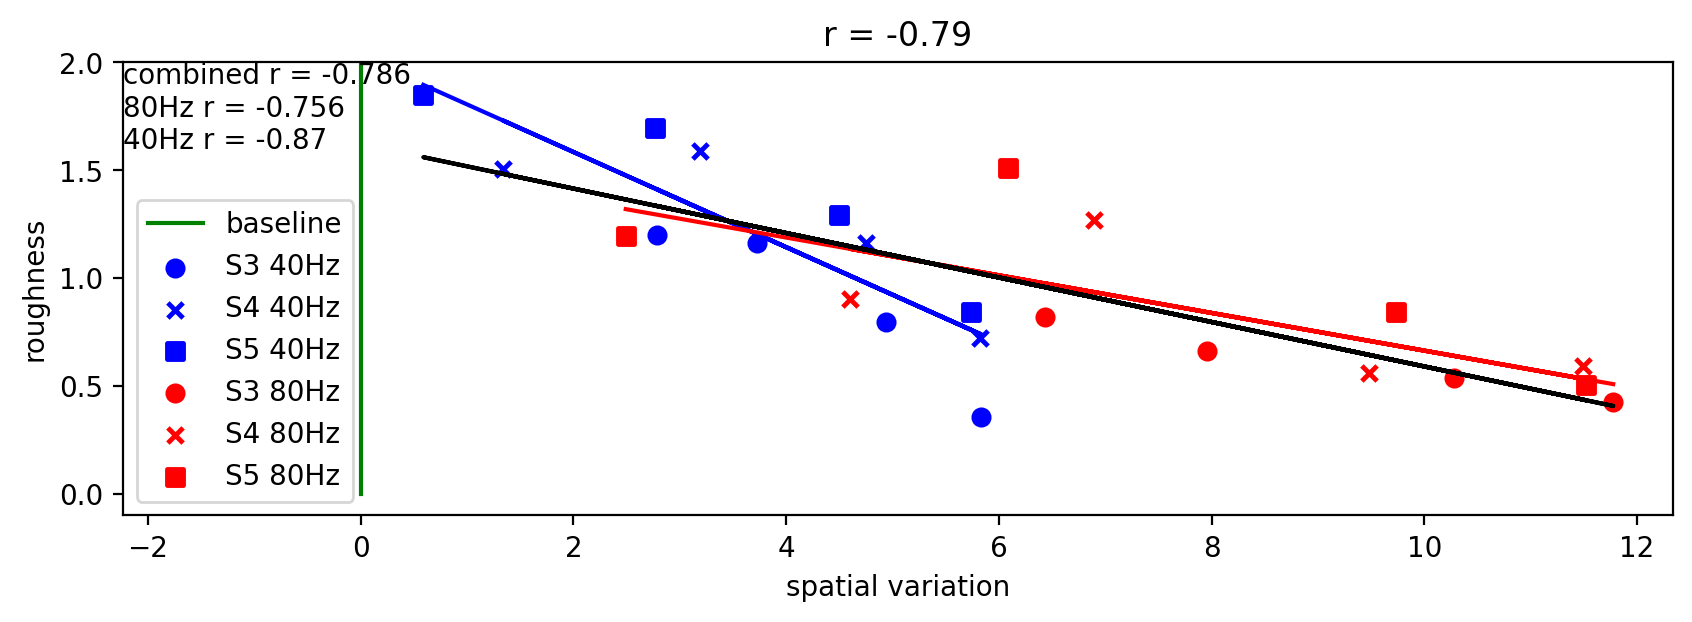 r = -0.79
combined r = -0.786
80Hz r = -0.756
40Hz r = -0.87
baseline
S3 40Hz
S4 40Hz
S5 40Hz
S3 80Hz
S4 80Hz
S5 80Hz
roughness
2.0
1.5
1.0
0.5
0.0
−2 0 2 4 6 8 10 12
spatial variation